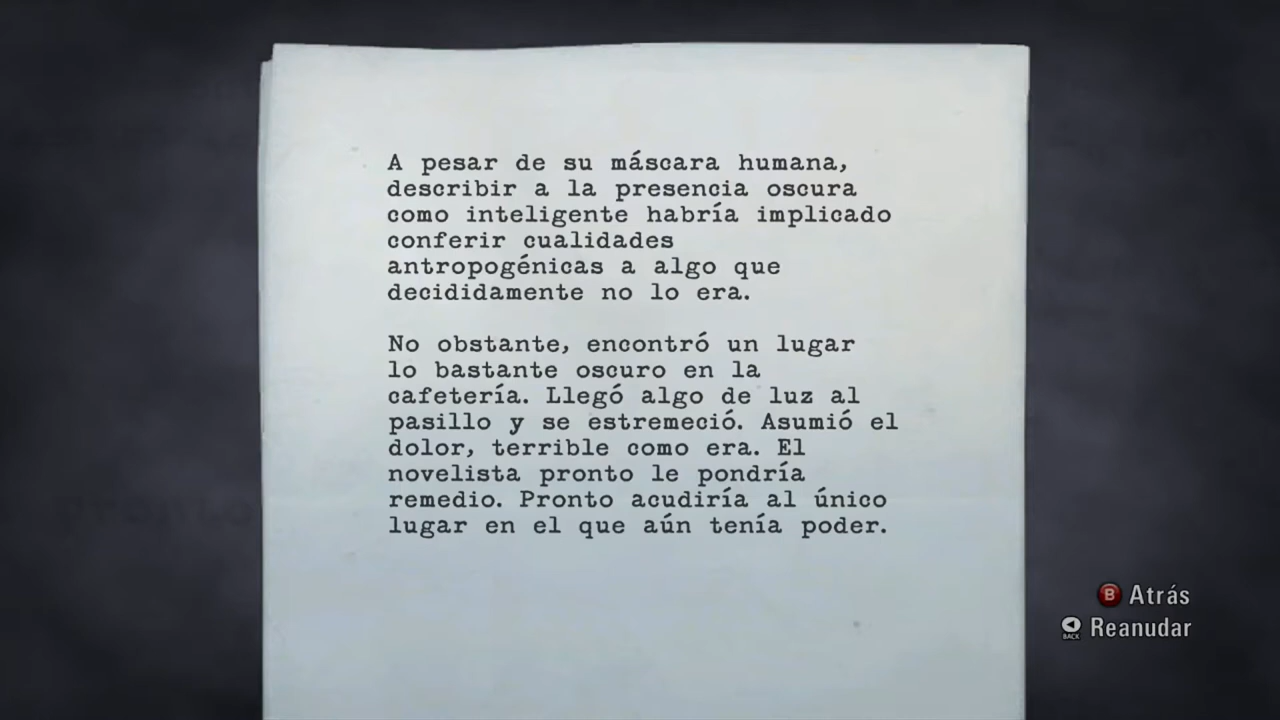 A pesar de su máscara humana,
describir a la presencia oscura
como inteligente habría implicado
conferir cualidades
antropogénicas a algo que
decididamente no lo era.
No obstante, encontró un lugar
lo bastante oscuro en la
cafetería. Llegó algo de luz al
pasillo y se estremeció. Asumió el
dolor, terrible como era. El
novelista pronto le pondría
remedio. Pronto acudiría al único
lugar en el que aún tenía poder.
B Atrás
BACK Reanudar